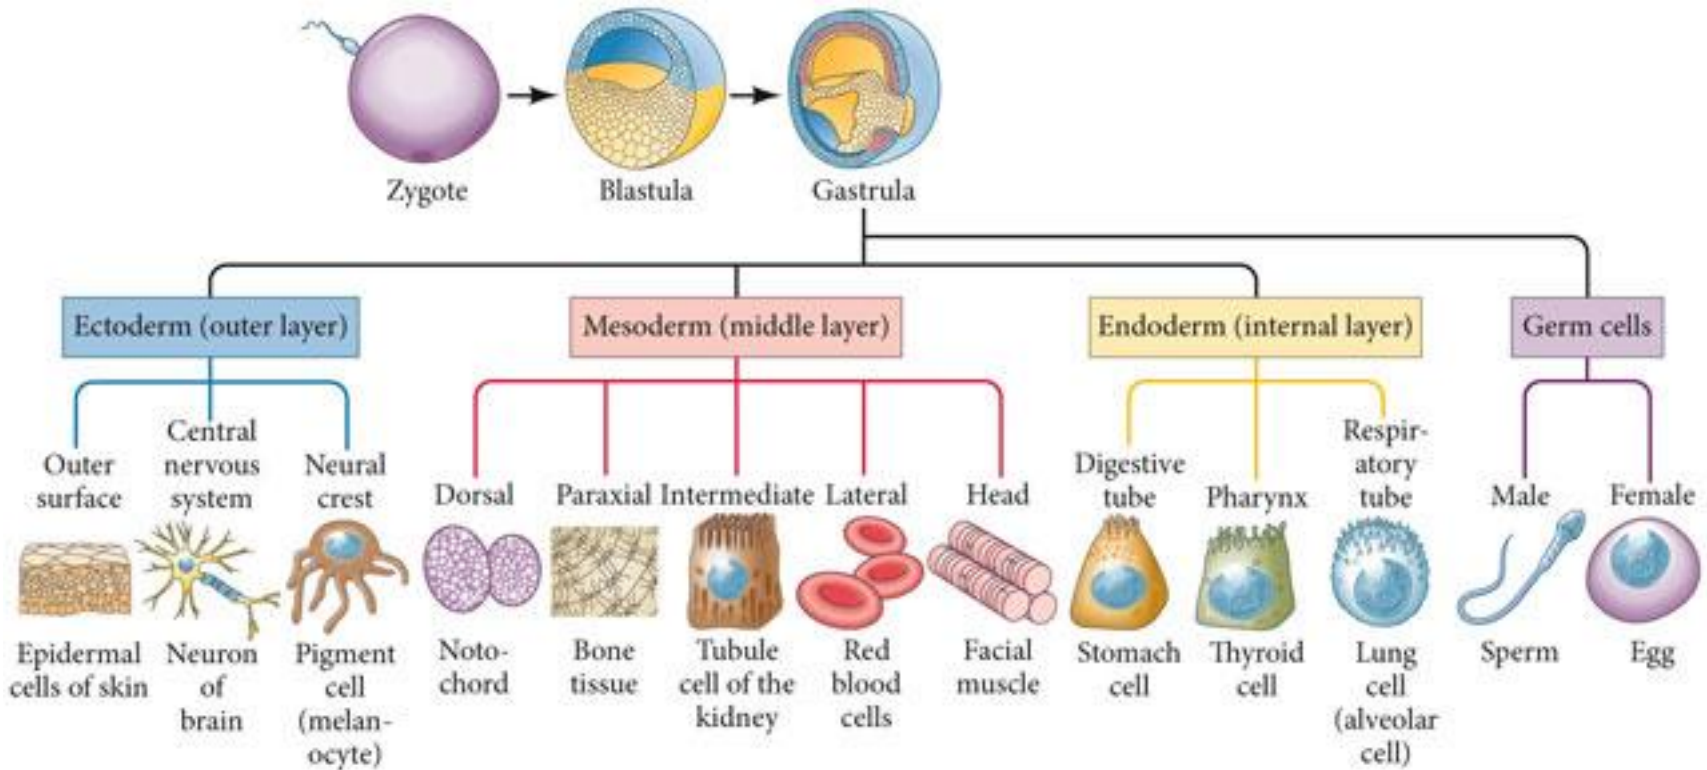 Zygote
Blastula
Gastrula
Ectoderm (outer layer)
Mesoderm (middle layer)
Endoderm (internal layer)
Germ cells
Outer
surface
Central
nervous
system
Neural
crest
Dorsal
Paraxial
Intermediate
Lateral
Head
Digestive
tube
Pharynx
Respir-
atory
tube
Male
Female
Epidermal
cells of skin
Neuron
of
brain
Pigment
cell
(melan-
ocyte)
Noto-
chord
Bone
tissue
Tubule
cell of the
kidney
Red
blood
cells
Facial
muscle
Stomach
cell
Thyroid
cell
Lung
cell
(alveolar
cell)
Sperm
Egg